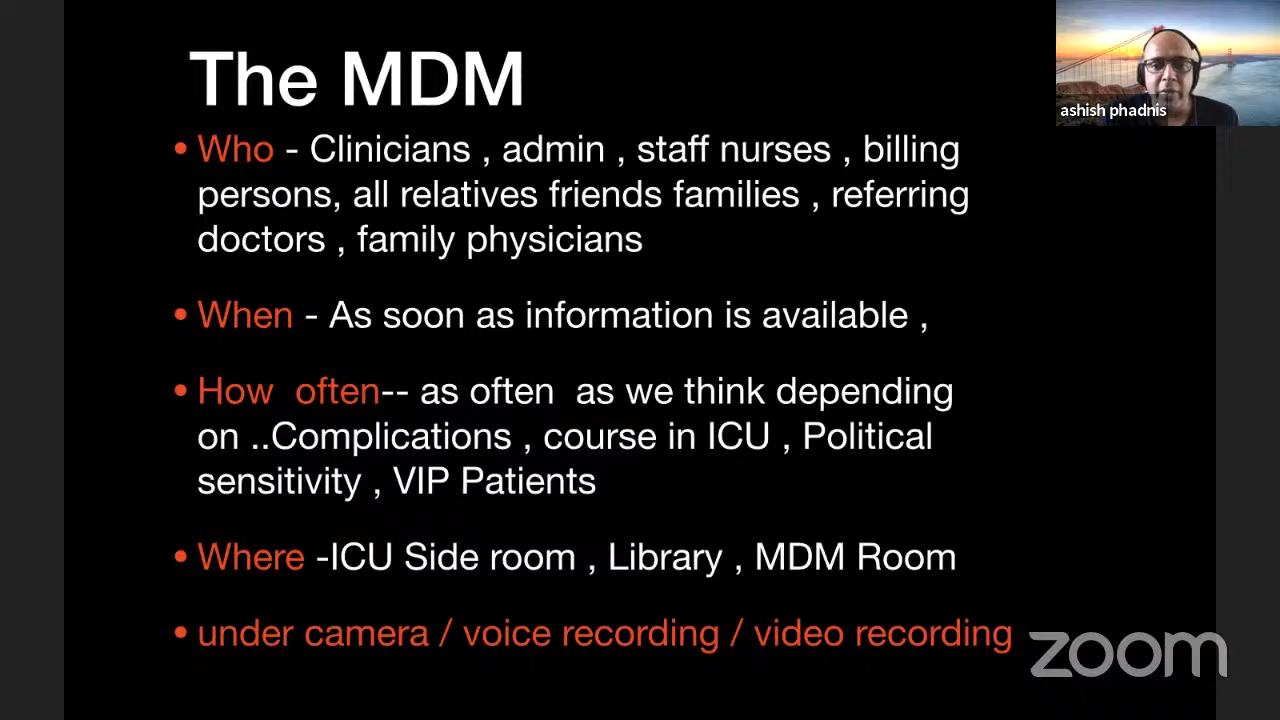 The MDM
ashish phadnis
• Who - Clinicians , admin , staff nurses , billing
persons, all relatives friends families , referring
doctors , family physicians
• When - As soon as information is available ,
• How  often-- as often  as we think depending
on ..Complications , course in ICU , Political
sensitivity , VIP Patients
• Where -ICU Side room , Library , MDM Room
• under camera / voice recording / video recording
zoom